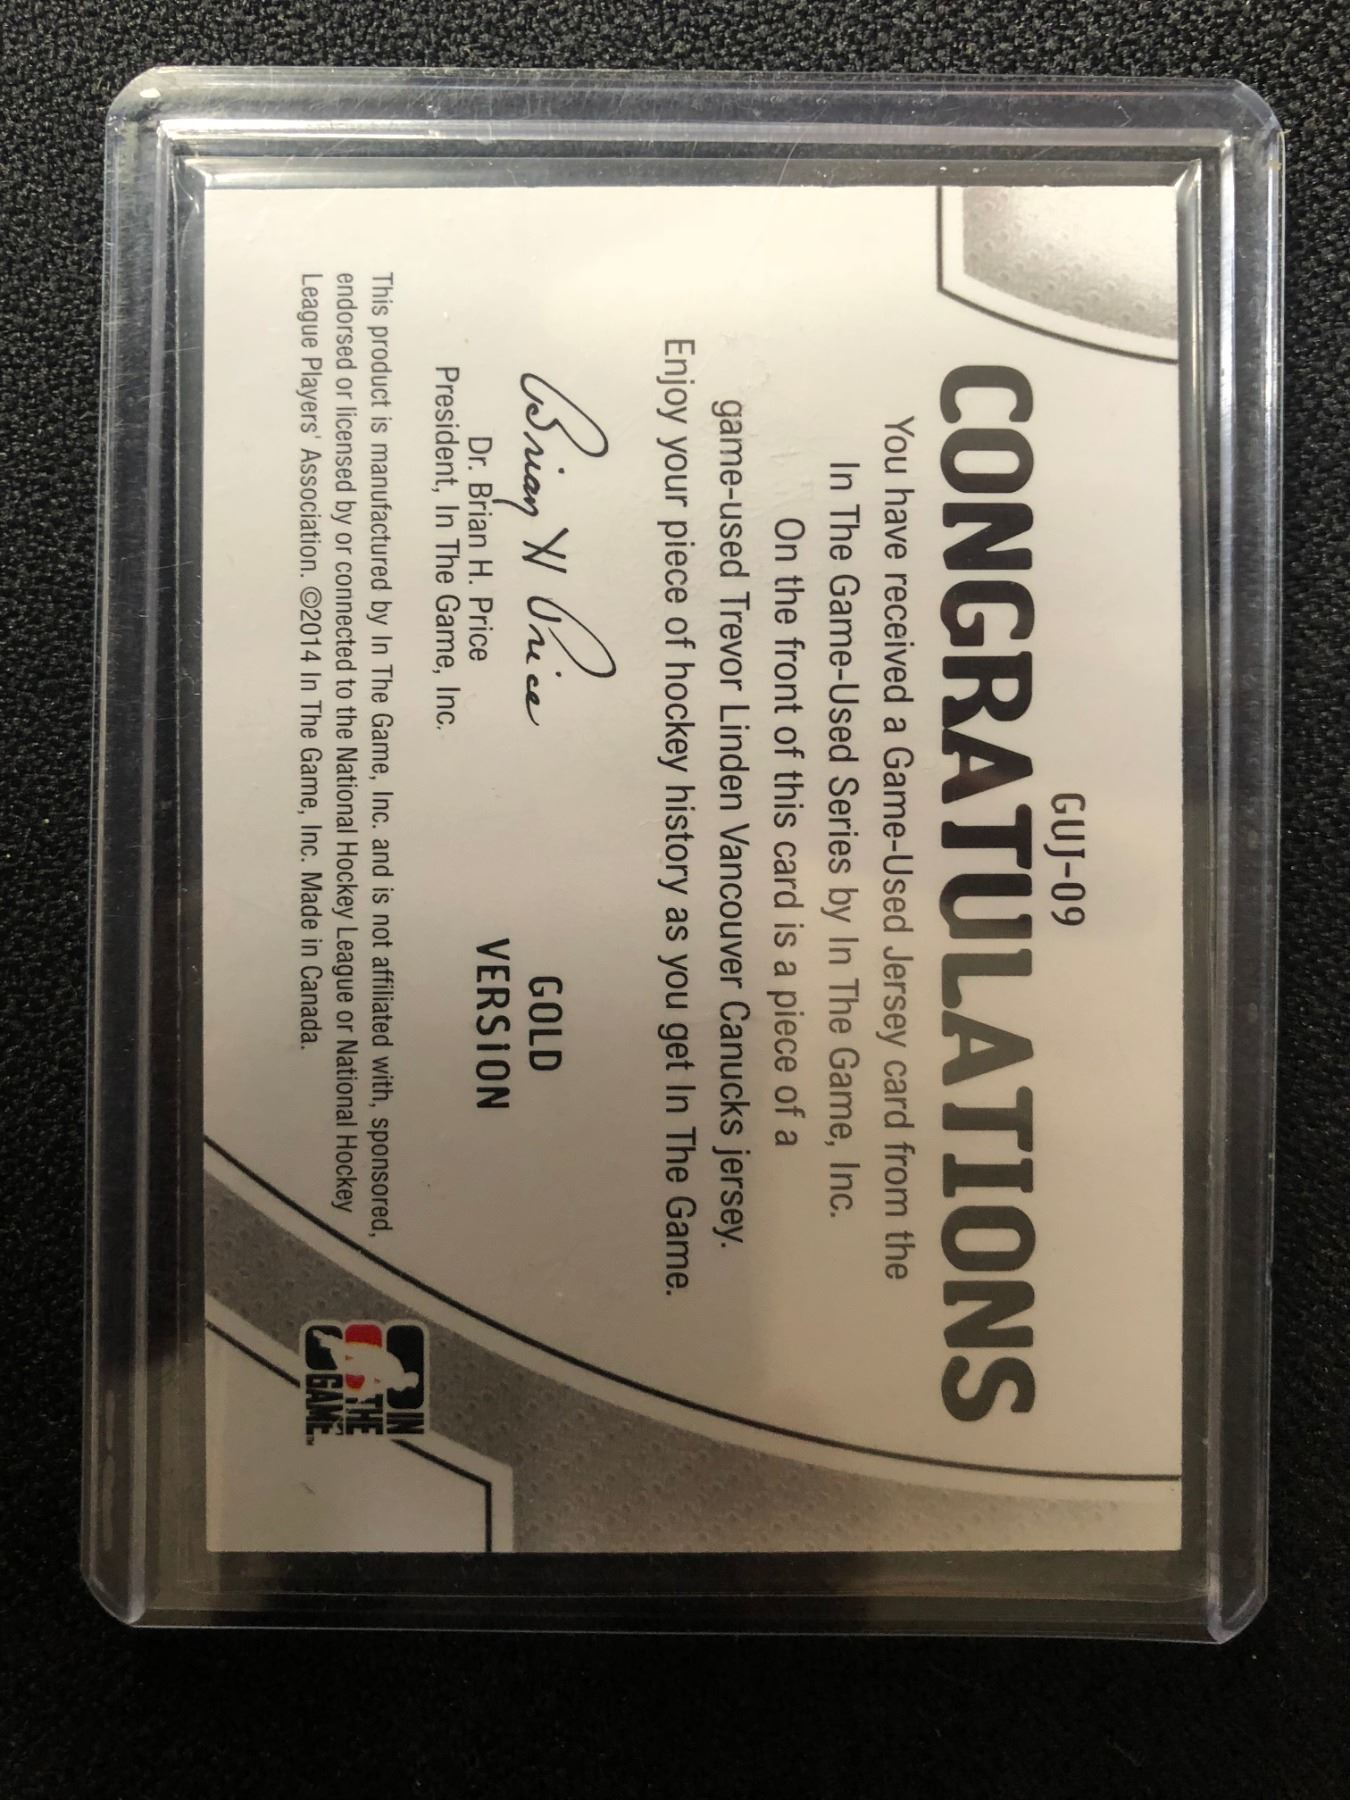 GUJ-09
CONGRATULATIONS
You have received a Game-Used Jersey card from the
In The Game-Used Series by In The Game, Inc.
On the front of this card is a piece of a
game-used Trevor Linden Vancouver Canucks jersey.
Enjoy your piece of hockey history as you get In The Game.
Brian H Price
Dr. Brian H. Price
President, In The Game, Inc.
GOLD
VERSION
This product is manufactured by In The Game, Inc. and is not affiliated with, sponsored,
endorsed or licensed by or connected to the National Hockey League or National Hockey
League Players' Association. ©2014 In The Game, Inc. Made in Canada.
IN
THE
GAME™